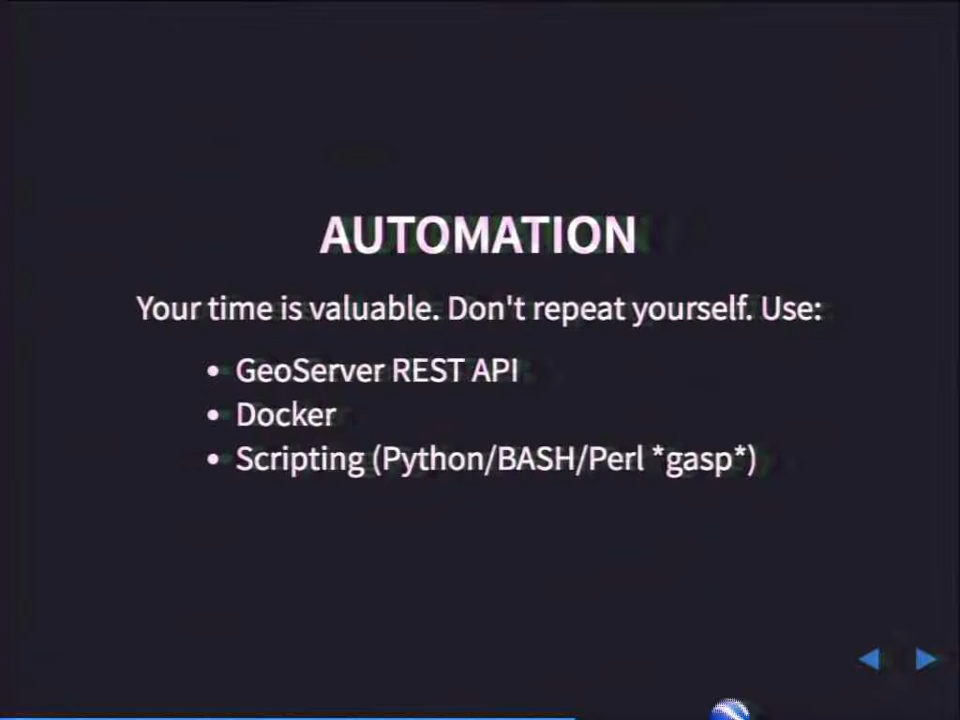 AUTOMATION
Your time is valuable. Don't repeat yourself. Use:
• GeoServer REST API
• Docker
• Scripting (Python/BASH/Perl *gasp*)